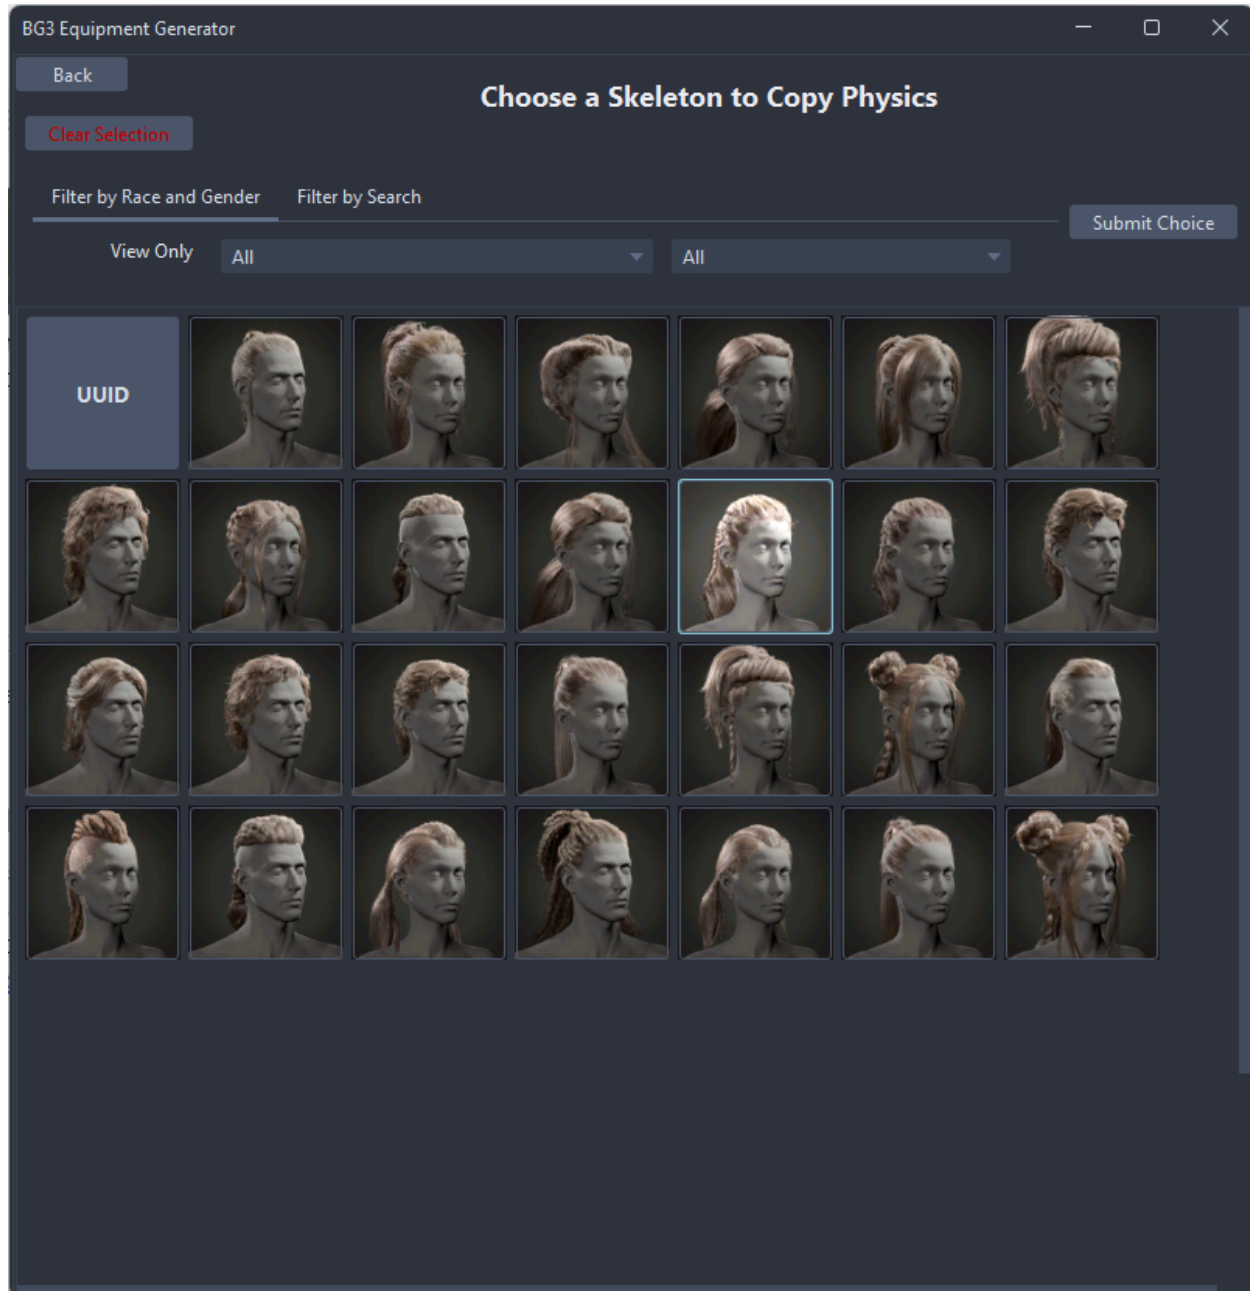 BG3 Equipment Generator
Back
Choose a Skeleton to Copy Physics
Clear Selection
Filter by Race and Gender
Filter by Search
Submit Choice
View Only
All
All
UUID